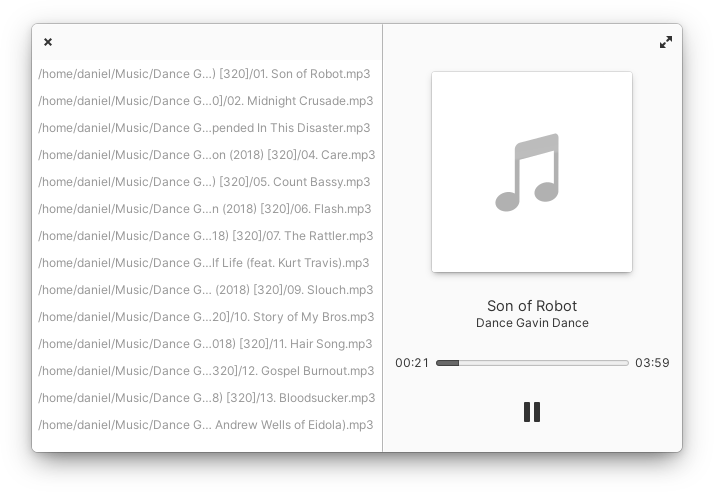 /home/daniel/Music/Dance G...) [320]/01. Son of Robot.mp3
/home/daniel/Music/Dance G...0]/02. Midnight Crusade.mp3
/home/daniel/Music/Dance G...pended In This Disaster.mp3
/home/daniel/Music/Dance G...on (2018) [320]/04. Care.mp3
/home/daniel/Music/Dance G...) [320]/05. Count Bassy.mp3
/home/daniel/Music/Dance G...n (2018) [320]/06. Flash.mp3
/home/daniel/Music/Dance G...18) [320]/07. The Rattler.mp3
/home/daniel/Music/Dance G...lf Life (feat. Kurt Travis).mp3
/home/daniel/Music/Dance G... (2018) [320]/09. Slouch.mp3
/home/daniel/Music/Dance G...20]/10. Story of My Bros.mp3
/home/daniel/Music/Dance G...018) [320]/11. Hair Song.mp3
/home/daniel/Music/Dance G...320]/12. Gospel Burnout.mp3
/home/daniel/Music/Dance G...8) [320]/13. Bloodsucker.mp3
/home/daniel/Music/Dance G... Andrew Wells of Eidola).mp3
Son of Robot
Dance Gavin Dance
00:21 03:59